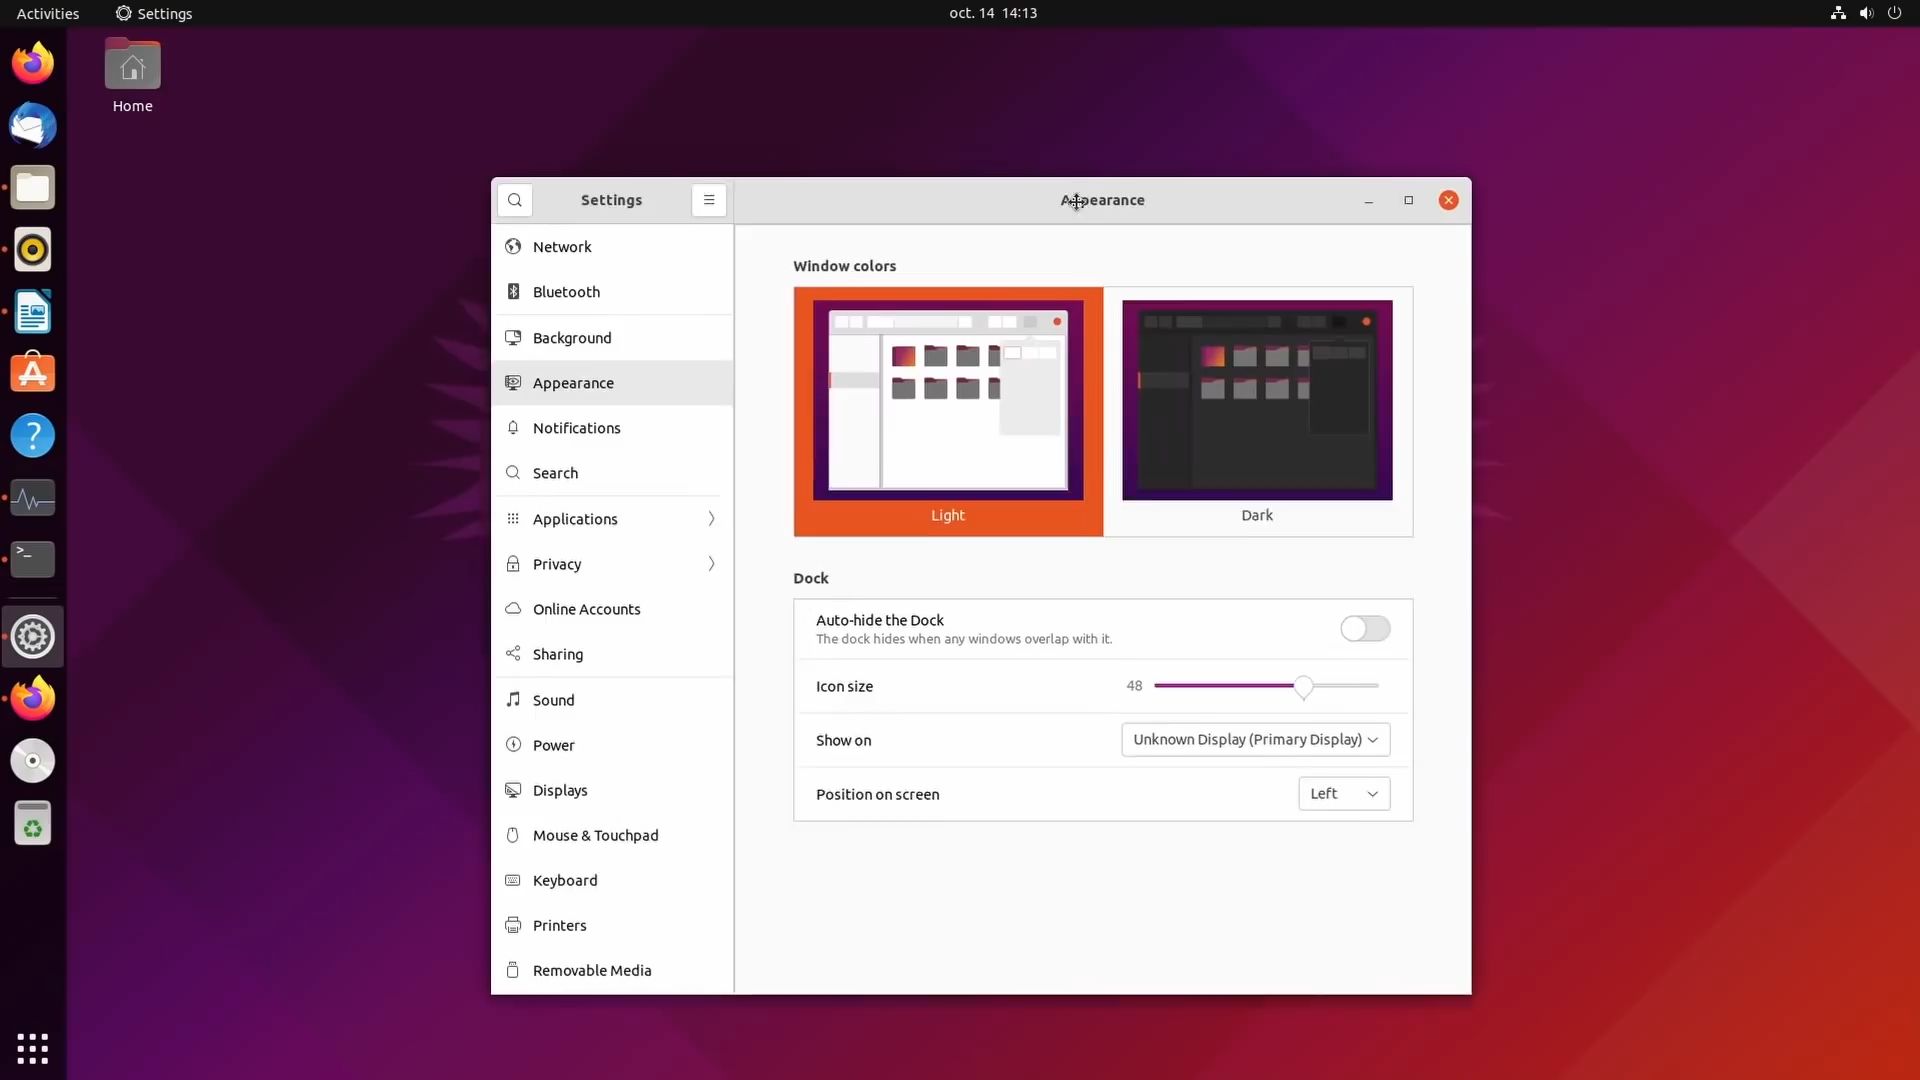 Activities
Settings
oct. 14 14:13
Home
Settings
Appearance
Network
Bluetooth
Background
Appearance
Notifications
Search
Applications
Privacy
Online Accounts
Sharing
Sound
Power
Displays
Mouse & Touchpad
Keyboard
Printers
Removable Media
Window colors
Light
Dark
Dock
Auto-hide the Dock
The dock hides when any windows overlap with it.
Icon size
48
Show on
Unknown Display (Primary Display)
Position on screen
Left